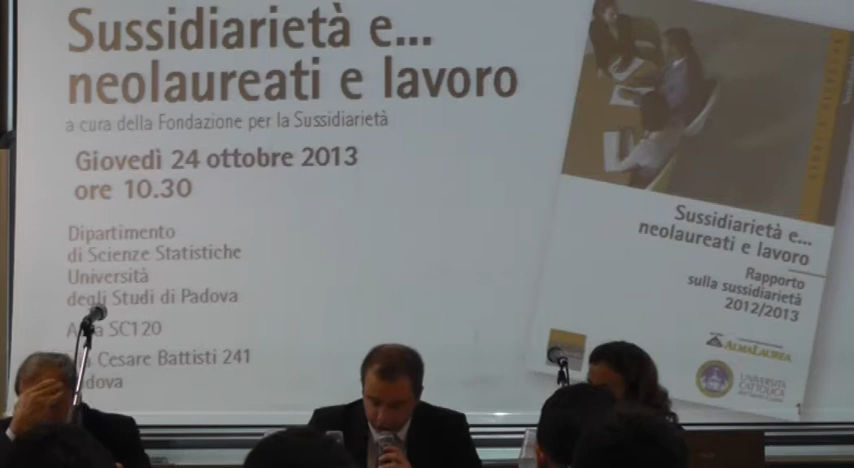 Sussidiarietà e...
neolaureati e lavoro
a cura della Fondazione per la Sussidiarietà
Giovedì 24 ottobre 2013
ore 10.30
Dipartimento
di Scienze Statistiche
Università
degli Studi di Padova
SC120
Cesare Battisti 241
Sussidiarietà e...
neolaureati e lavoro
Rapporto
sulla sussidiarietà
2012/2013
ALMALAUREA
UNIVERSITÀ
CATTOLICA